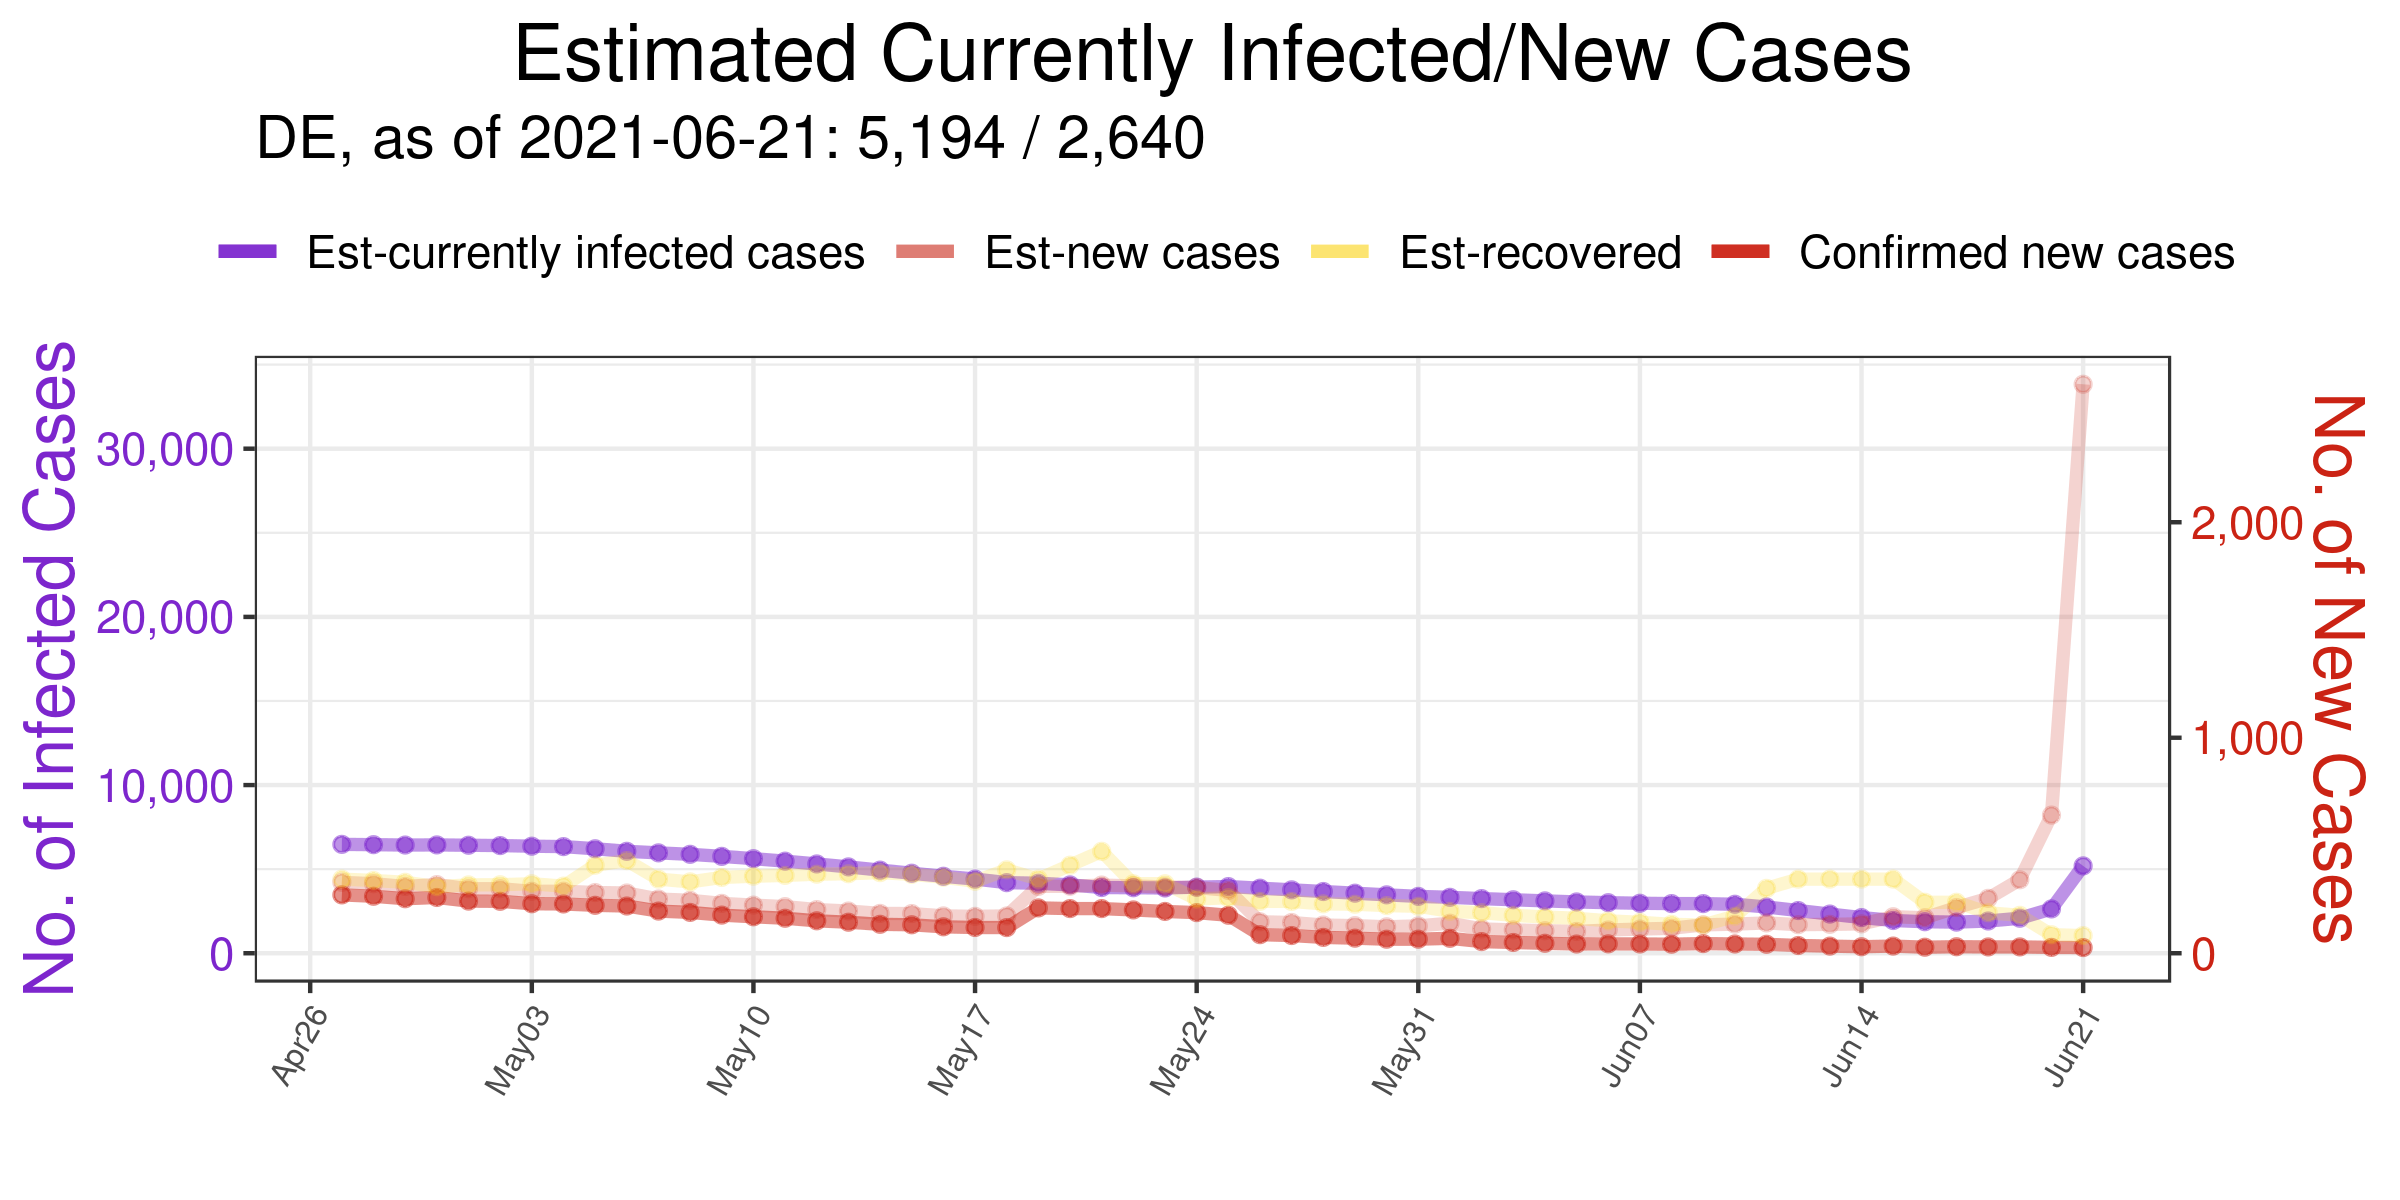 Estimated Currently Infected/New Cases
DE, as of 2021-06-21: 5,194 / 2,640
Est-currently infected cases Est-new cases Est-recovered Confirmed new cases
No. of Infected Cases
30,000
20,000
10,000
0
2,000
1,000
0
No. of New Cases
Apr26 May03 May10 May17 May24 May31 Jun07 Jun14 Jun21